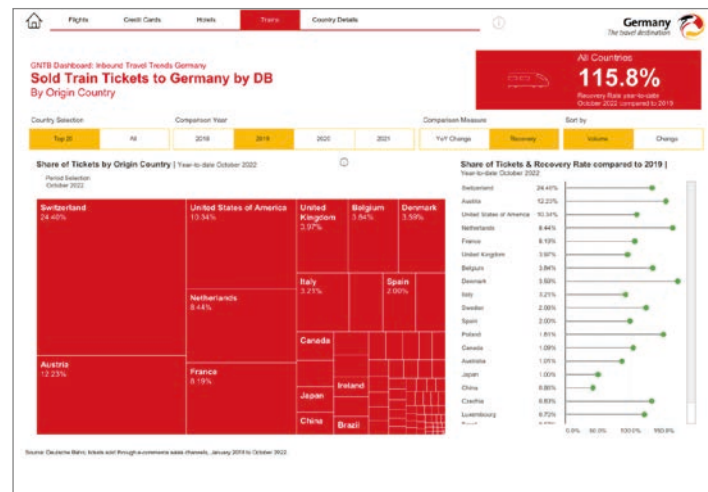 Flights Credit Cards Hotels Trains Country Details
Germany
The travel destination
GNTB Dashboard: Inbound Travel Trends Germany
Sold Train Tickets to Germany by DB
By Origin Country
All Countries
115.8%
Recovery Rate year-to-date
October 2022 compared to 2019
Country Selection Comparison Year Comparison Measure Sort by
Top 20 All 2018 2019 2020 2021 YoY Change Recovery Volume Change
Share of Tickets by Origin Country | Year-to-date October 2022
Period Selection
October 2022
Switzerland
24.40%
United States of America
10.34%
United Kingdom
3.97%
Belgium
3.84%
Denmark
3.59%
Netherlands
8.44%
Italy
3.21%
Spain
2.00%
Canada
Austria
12.23%
France
8.19%
Japan
Ireland
China
Brazil
Share of Tickets & Recovery Rate compared to 2019 |
Year-to-date October 2022
Switzerland 24.40%
Austria 12.23%
United States of America 10.34%
Netherlands 8.44%
France 8.19%
United Kingdom 3.97%
Belgium 3.84%
Denmark 3.59%
Italy 3.21%
Sweden
Spain 2.00%
Poland
Canada
Australia
Japan 1.00%
China
Czechia
Luxembourg
0.0% 50.0% 100.0% 150.0%
Source: Deutsche Bahn; tickets sold through e-commerce sales channels, January 2018 to October 2022